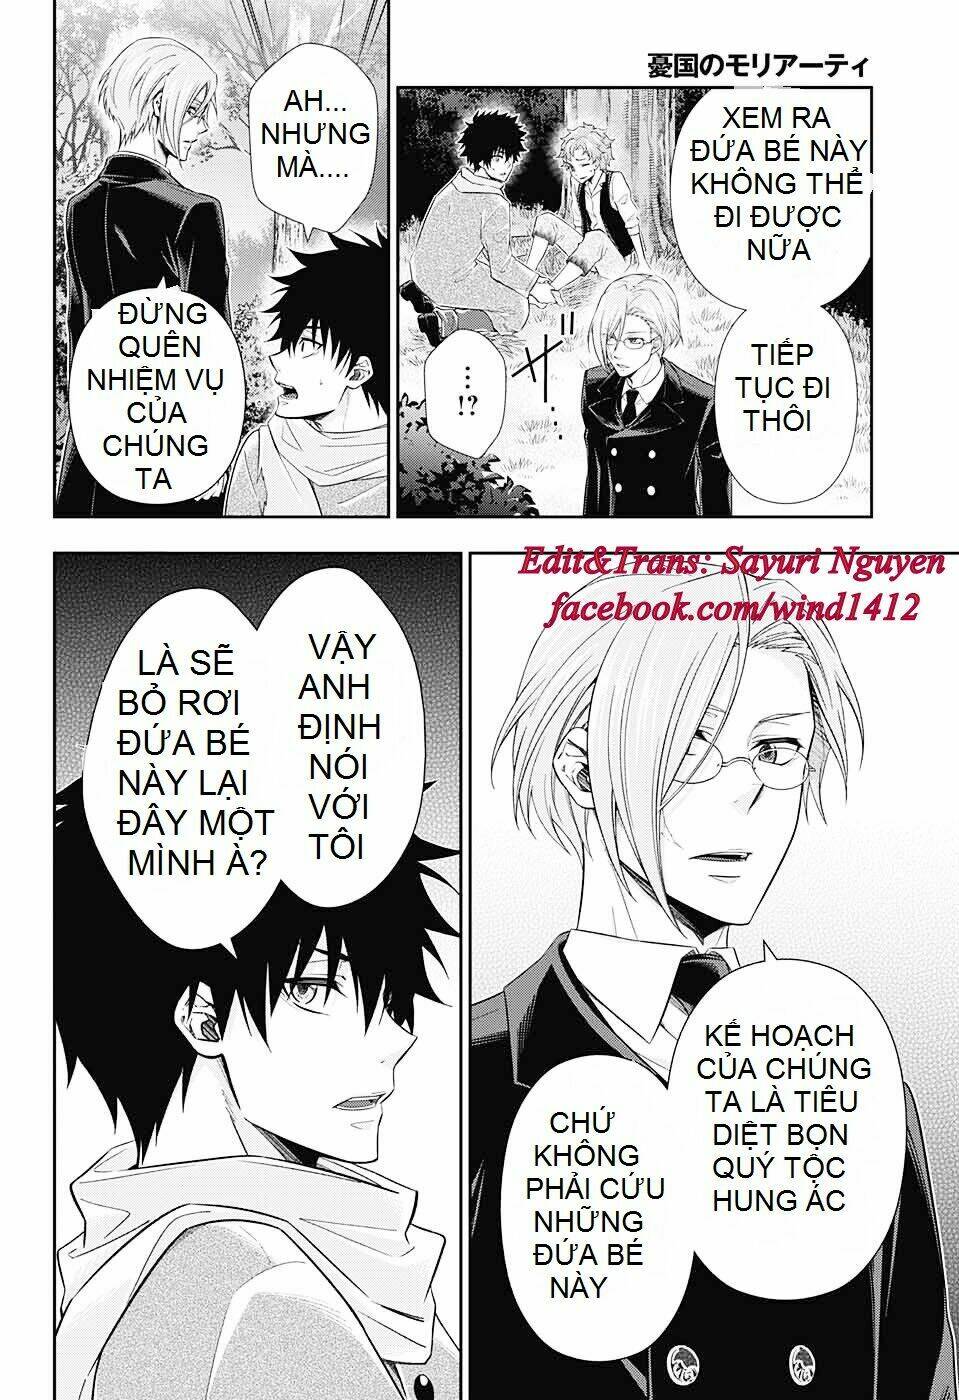 憂国のモリアーティ
XEM RA
ĐỨA BÉ NÀY
KHÔNG THỂ
ĐI ĐƯỢC
NỮA
TIẾP
TỤC ĐI
THÔI
…
!?
AH...
NHƯNG
MÀ....
ĐỪNG
QUÊN
NHIỆM VỤ
CỦA
CHÚNG
TA
Edit&Trans: Sayuri Nguyen
facebook.com/wind1412
KẾ HOẠCH
CỦA CHÚNG
TA LÀ TIÊU
DIỆT BỌN
QUÝ TỘC
HUNG ÁC
CHỨ
KHÔNG
PHẢI CỨU
NHỮNG
ĐỨA BÉ
NÀY
VẬY
ANH
ĐỊNH
NÓI
VỚI
TÔI
LÀ SẼ
BỎ RƠI
ĐỨA BÉ
NÀY LẠI
ĐÂY MỘT
MÌNH À?